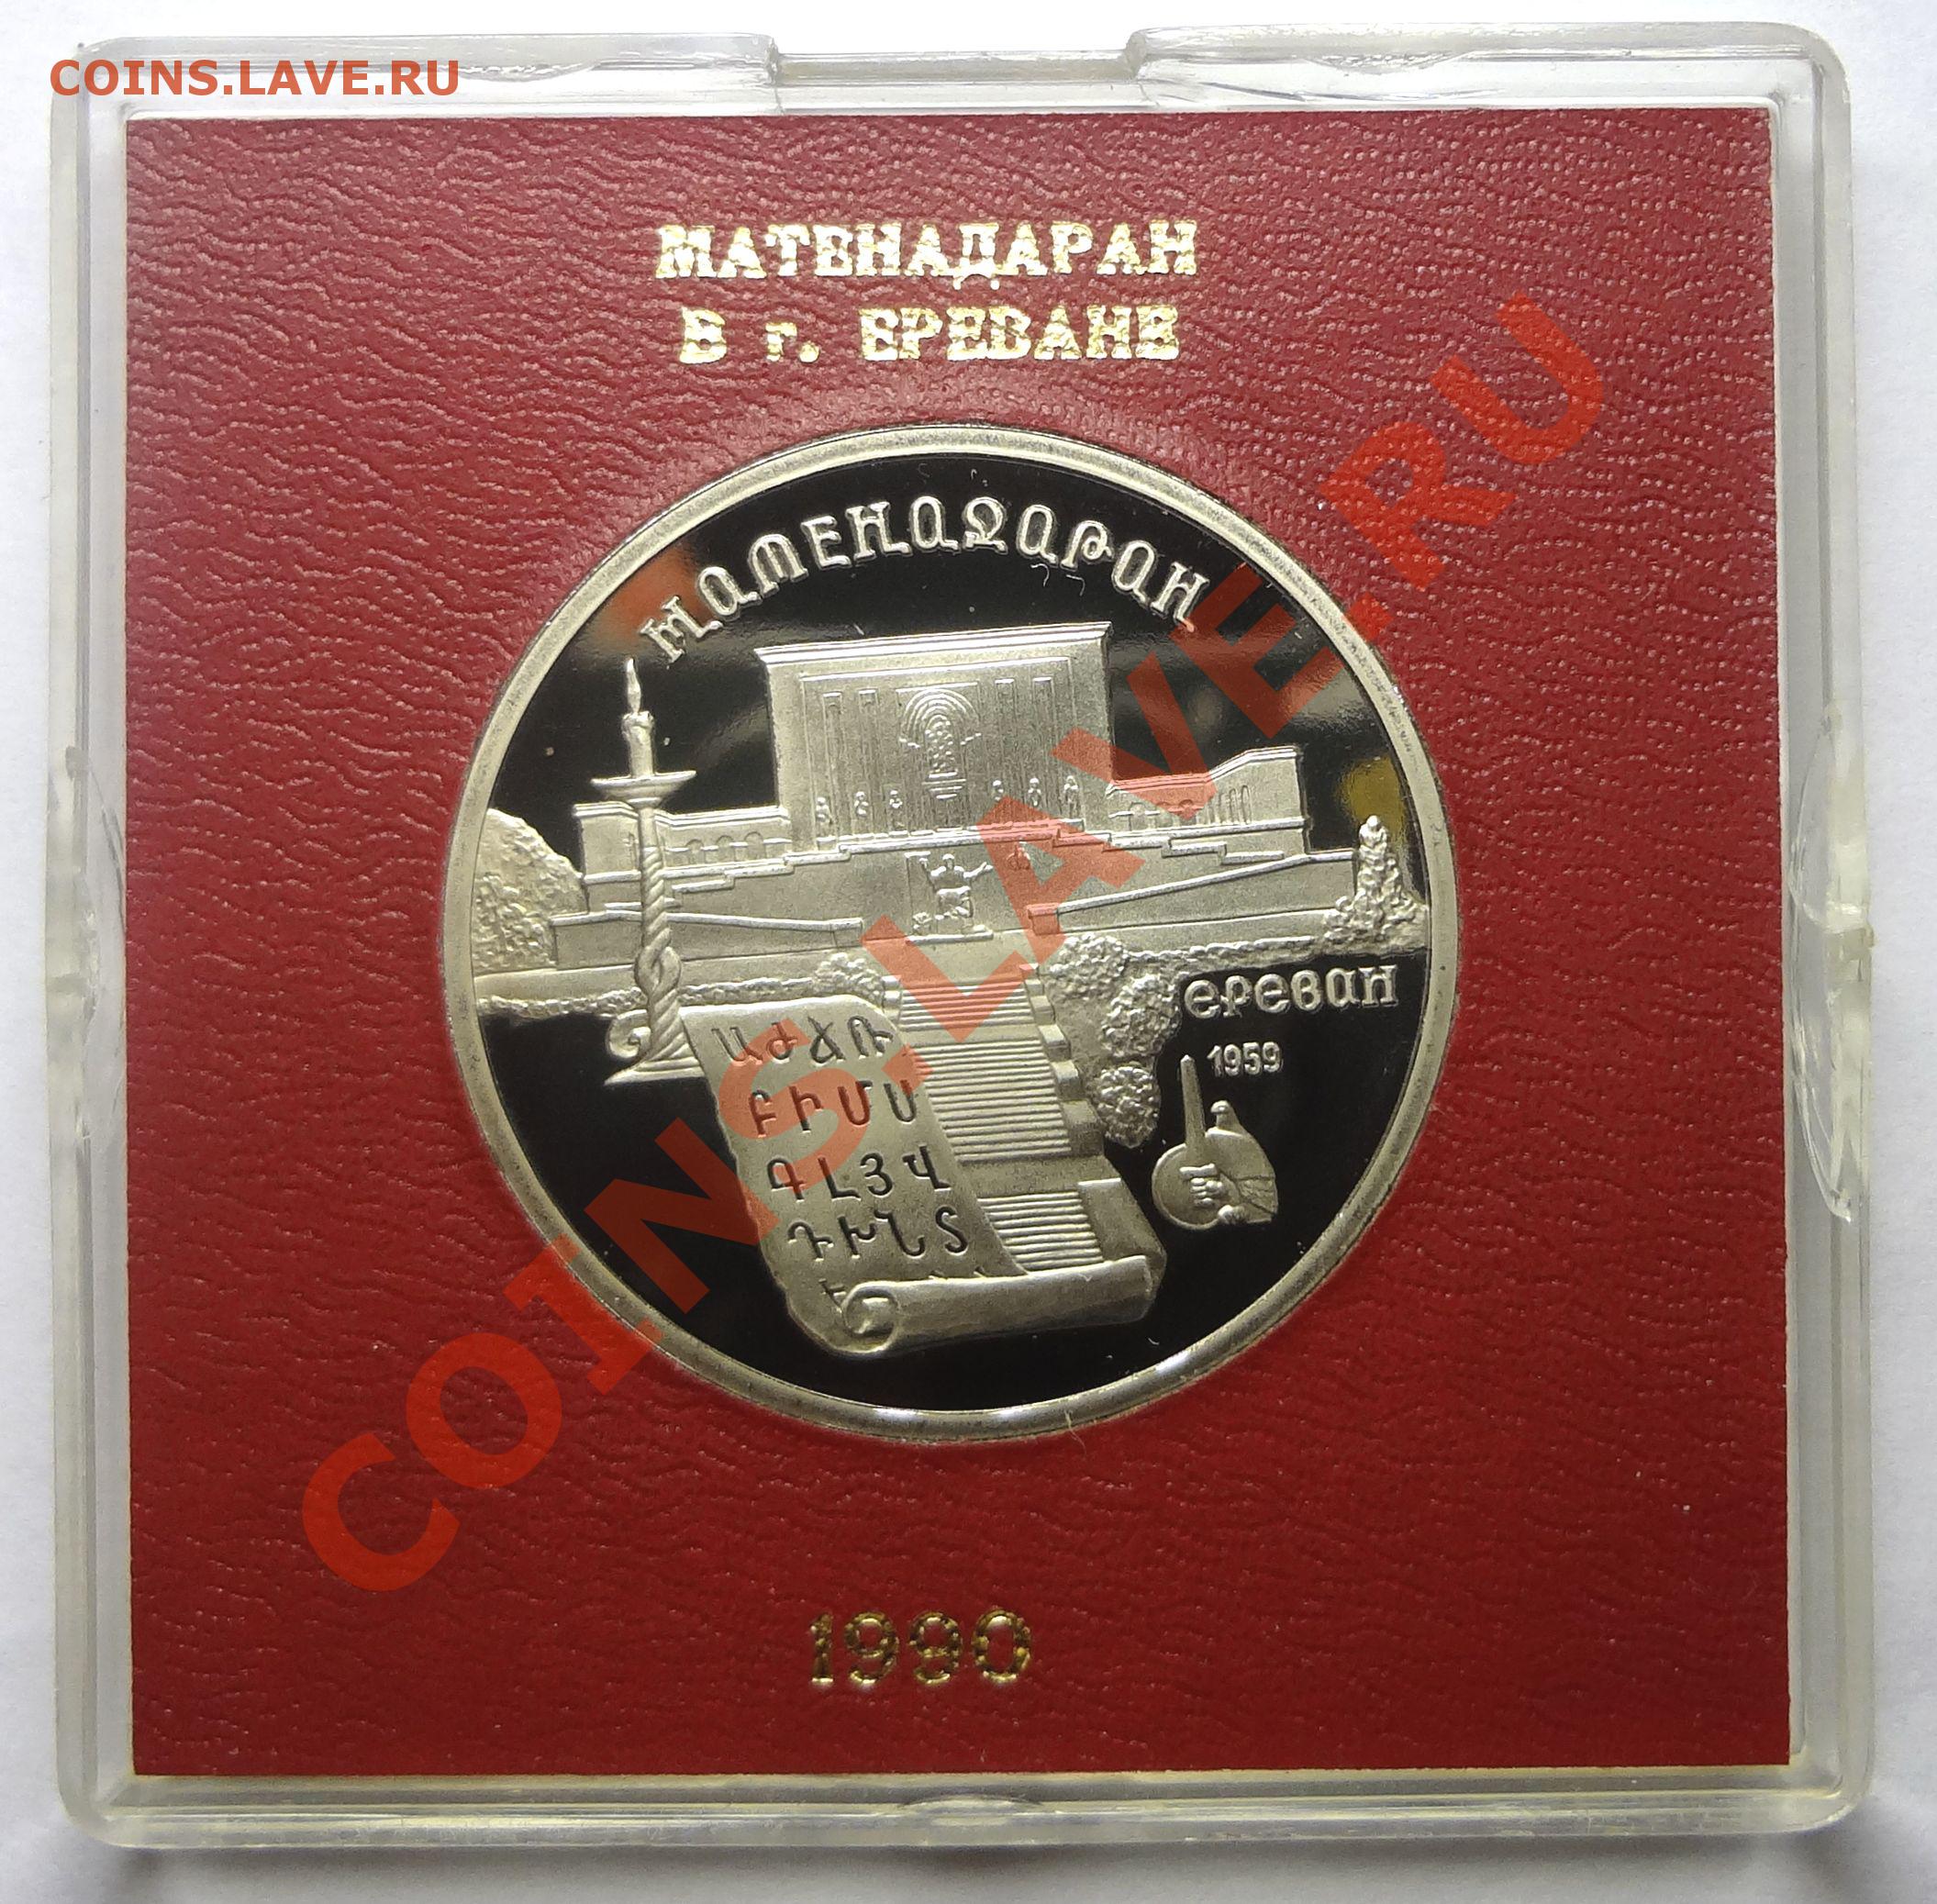 COINS.LAVE.RU
МАТЕНАДАРАН
В г. ЕРЕВАНЕ
МАТЕНАДАРАН
ереван
1959
Ա Ժ Ճ Ռ
Բ Ի Մ Ս
Գ Լ Յ Վ
Դ Խ Ն Տ
COINS.LAVE.RU
1990